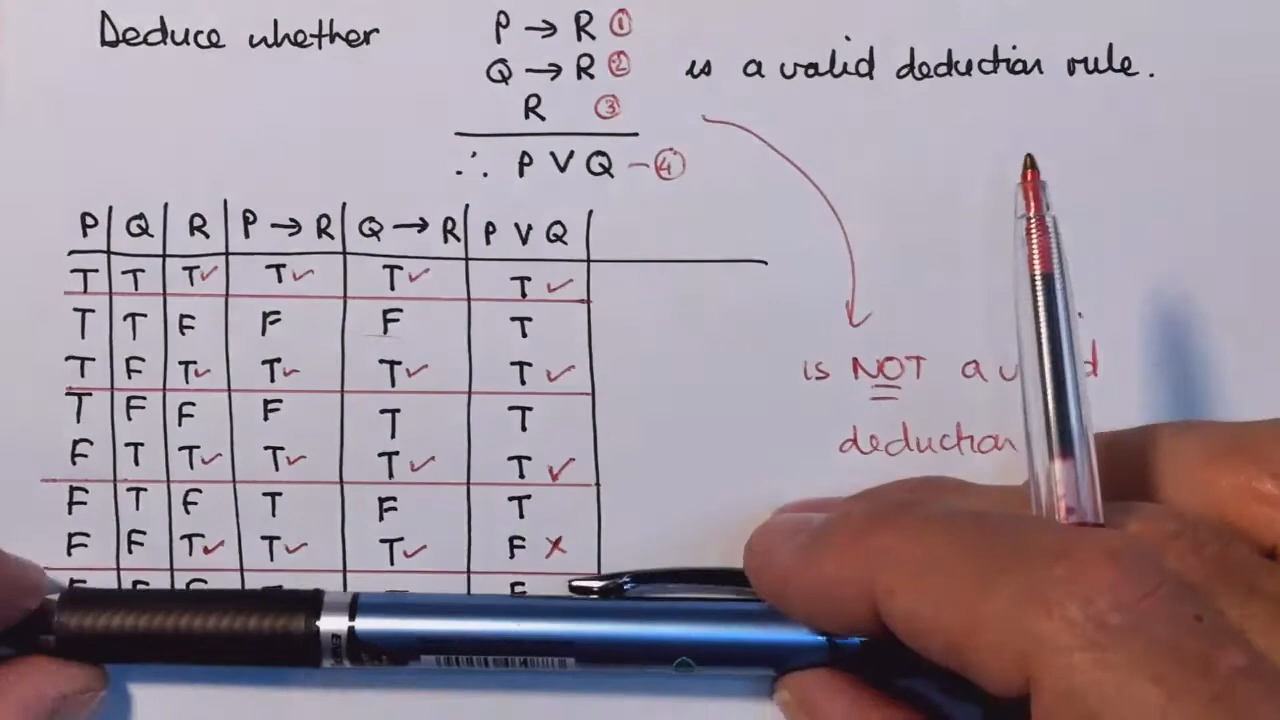 Deduce whether
P → R ①
Q → R ② is a valid deduction rule.
R ③
∴ P V Q - ④
P Q R P → R Q → R P V Q
T T T✓ T✓ T✓ T ✓
T T F F F T
T F T✓ T✓ T✓ T ✓
T F F F T T
F T T✓ T✓ T✓ T ✓
F T F T F T
F F T✓ T✓ T✓ F ✗
F F F F
is NOT a
deduction